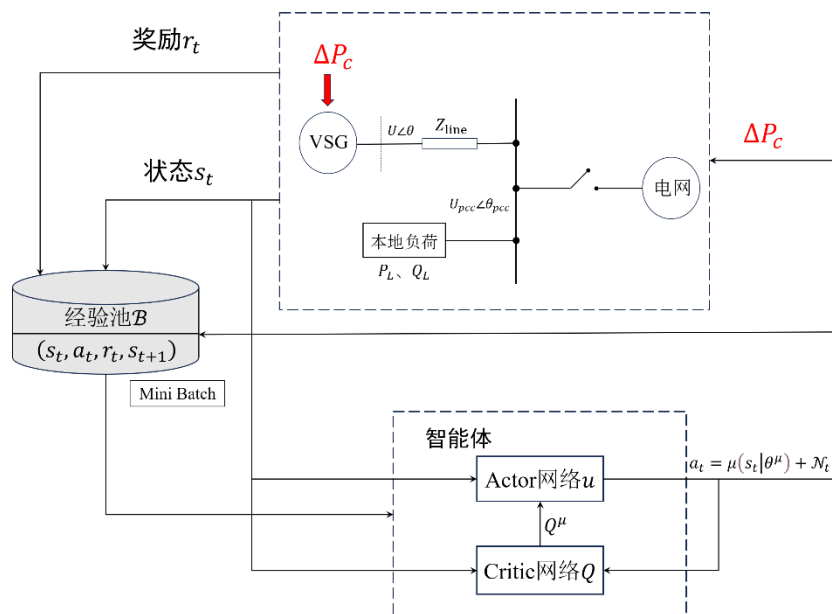 奖励r_t
ΔP_c
VSG
U∠θ
Z_line
ΔP_c
电网
状态s_t
U_pcc∠θ_pcc
本地负荷
P_L、Q_L
经验池ℬ
(s_t, a_t, r_t, s_{t+1})
Mini Batch
智能体
Actor网络u
a_t = μ(s_t|θ^μ) + 𝒩_t
Q^μ
Critic网络Q